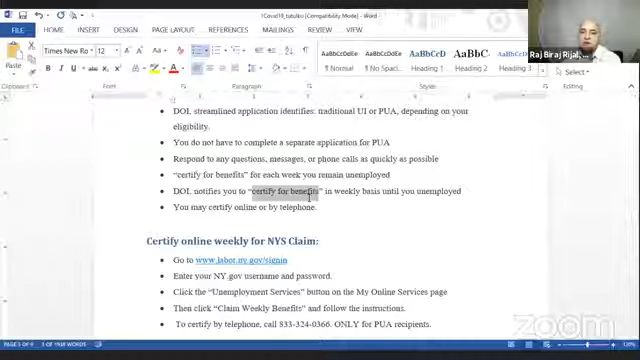 !Covid19_tutulko [Compatibility Mode] - Word
FILE
REFERENCES
MAILINGS
REVIEW
VIEW
Paste
Times New Ro
12
AaBbCcDdEe AaBbCcDdEe AaBbCcD AaBbC AaBbCcD
¶ Normal ¶ No Spaci... Heading 1 Heading 2 Heading 3
Select
Font
Paragraph
Styles
Raj Biraj Rijal,
• DOL streamlined application identifies: traditional UI or PUA, depending on your
eligibility.
• You do not have to complete a separate application for PUA
• Respond to any questions, messages, or phone calls as quickly as possible
• “certify for benefits” for each week you remain unemployed
• DOL notifies you to “certify for benefits” in weekly basis until you unemployed
• You may certify online or by telephone.
Certify online weekly for NYS Claim:
• Go to www.labor.ny.gov/signin
• Enter your NY.gov username and password.
• Click the “Unemployment Services” button on the My Online Services page
• Then click “Claim Weekly Benefits” and follow the instructions.
• To certify by telephone, call 833-324-0366. ONLY for PUA recipients.
zoom
120%